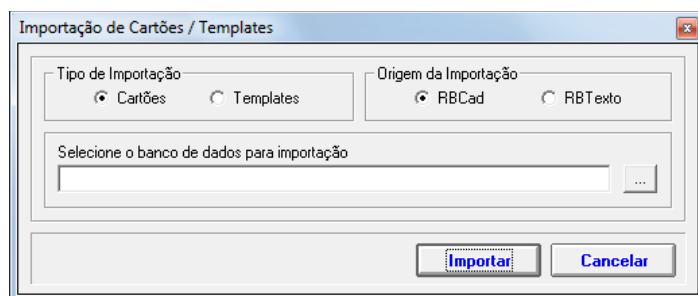 Importação de Cartões / Templates
Tipo de Importação
Cartões Templates
Origem da Importação
RBCad RBTexto
Selecione o banco de dados para importação
...
Importar Cancelar